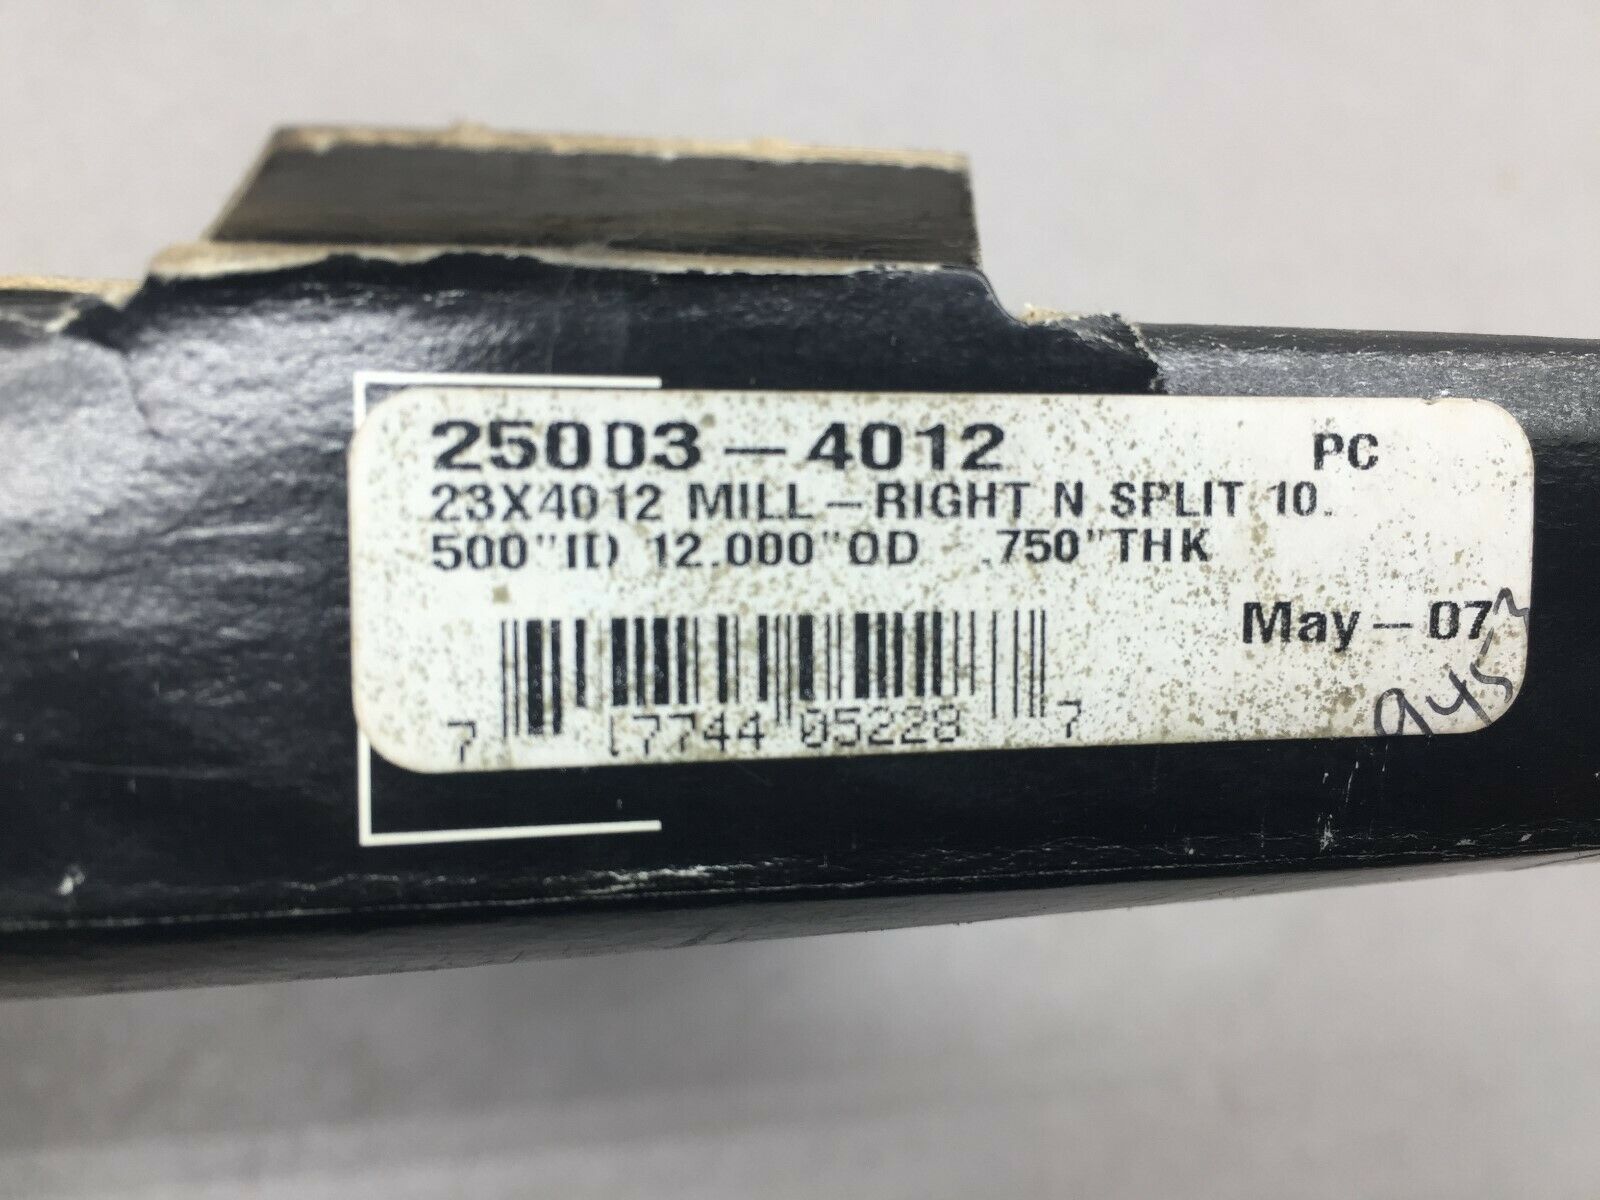 25003-4012 PC
23X4012 MILL-RIGHT N SPLIT 10.
500"ID 12.000"OD .750"THK
May-07
7 17744 05228 7